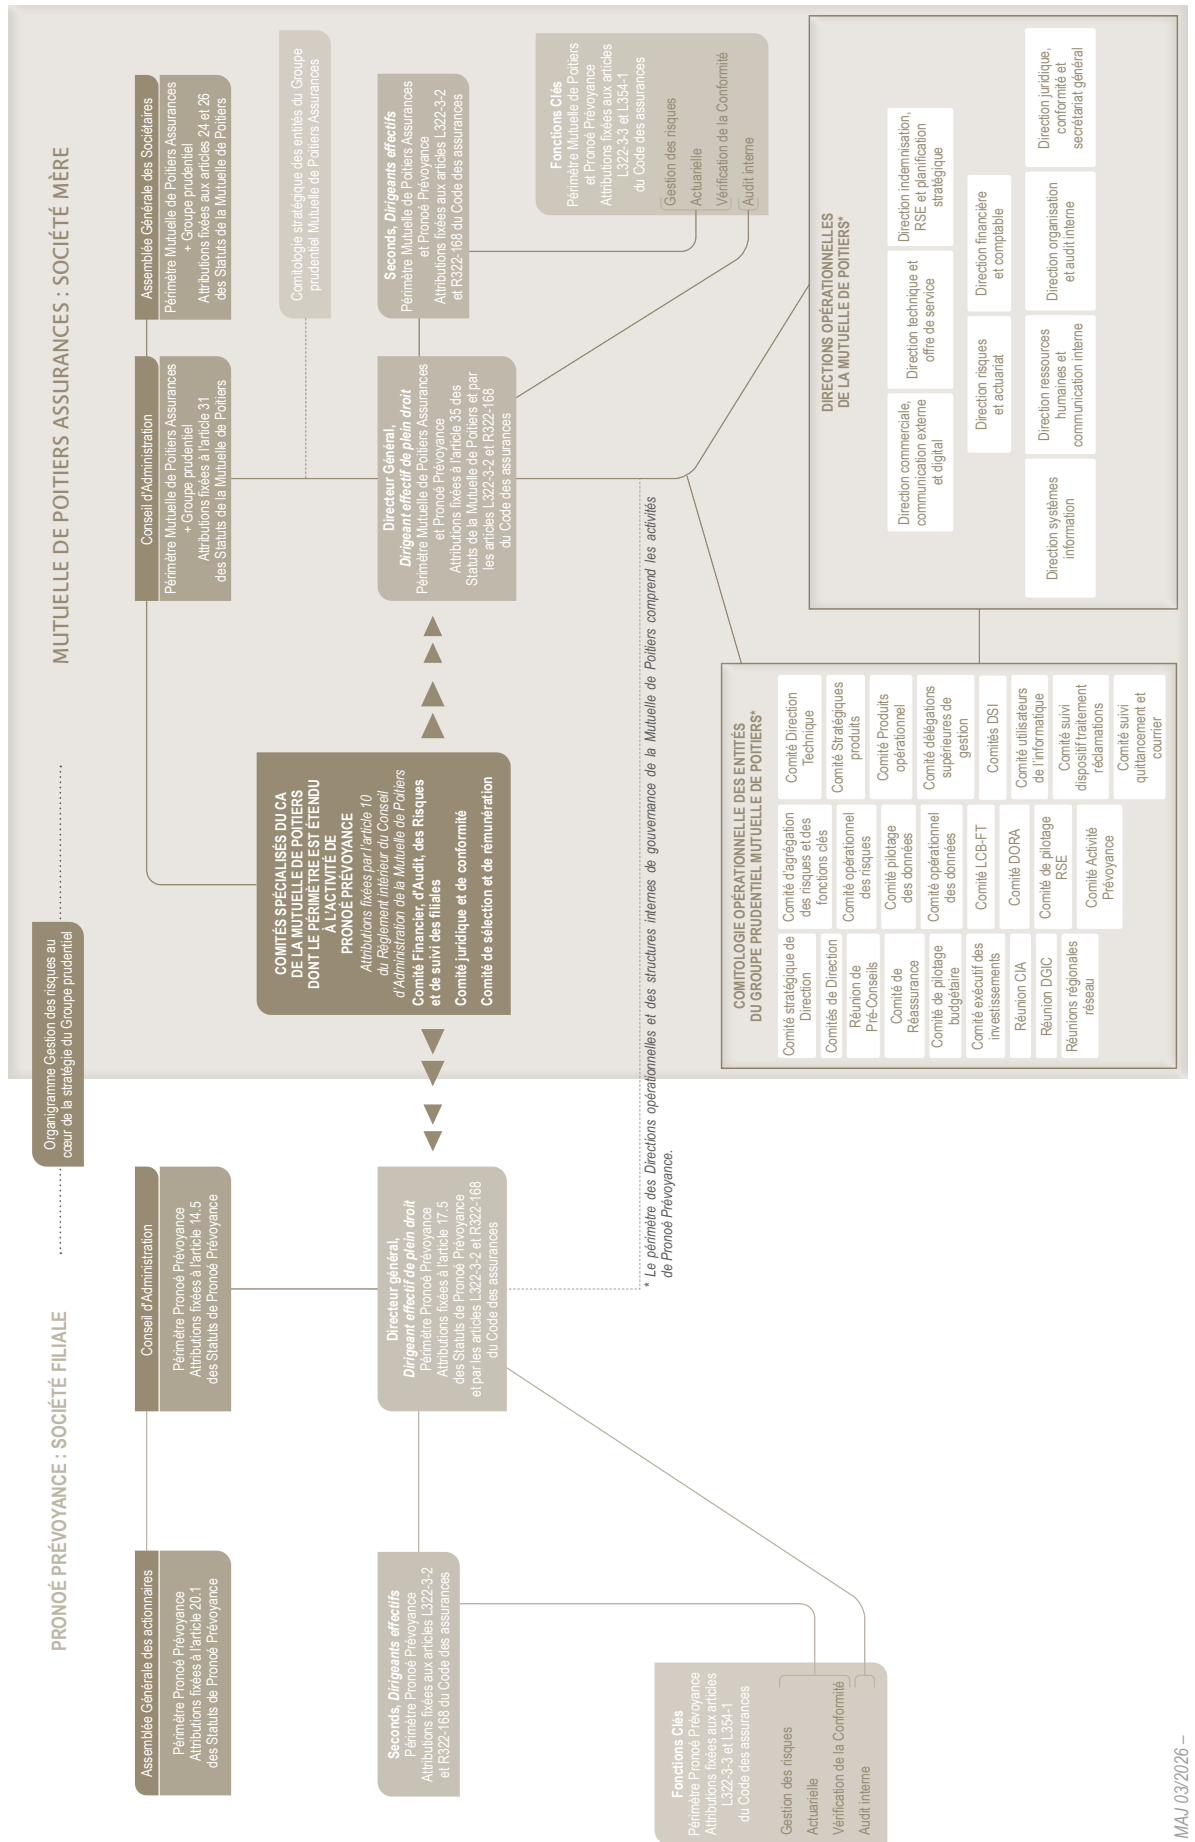 Organigramme Gestion des risques au
cœur de la stratégie du Groupe prudentiel
PRONOÉ PRÉVOYANCE : SOCIÉTÉ FILIALE
MUTUELLE DE POITIERS ASSURANCES : SOCIÉTÉ MÈRE
Assemblée Générale des actionnaires
Périmètre Pronoé Prévoyance
Attributions fixées à l'article 20.1
des Statuts de Pronoé Prévoyance
Conseil d'Administration
Périmètre Pronoé Prévoyance
Attributions fixées à l'article 14.5
des Statuts de Pronoé Prévoyance
Conseil d'Administration
Périmètre Mutuelle de Poitiers Assurances
+ Groupe prudentiel
Attributions fixées à l'article 31
des Statuts de la Mutuelle de Poitiers
Assemblée Générale des Sociétaires
Périmètre Mutuelle de Poitiers Assurances
+ Groupe prudentiel
Attributions fixées aux articles 24 et 26
des Statuts de la Mutuelle de Poitiers
Comitologie stratégique des entités du Groupe
prudentiel Mutuelle de Poitiers Assurances
COMITÉS SPÉCIALISÉS DU CA
DE LA MUTUELLE DE POITIERS
DONT LE PÉRIMÈTRE EST ÉTENDU
À L'ACTIVITÉ DE
PRONOÉ PRÉVOYANCE
Attributions fixées par l'article 10
du Règlement intérieur du Conseil
d'Administration de la Mutuelle de Poitiers
Comité Financier, d'Audit, des Risques
et de suivi des filiales
Comité juridique et de conformité
Comité de sélection et de rémunération
Seconds, Dirigeants effectifs
Périmètre Pronoé Prévoyance
Attributions fixées aux articles L322-3-2
et R322-168 du Code des assurances
Directeur général,
Dirigeant effectif de plein droit
Périmètre Pronoé Prévoyance
Attributions fixées à l'article 17.5
des Statuts de Pronoé Prévoyance
et par les articles L322-3-2 et R322-168
du Code des assurances
Directeur Général,
Dirigeant effectif de plein droit
Périmètre Mutuelle de Poitiers Assurances
et Pronoé Prévoyance
Attributions fixées à l'article 35 des
Statuts de la Mutuelle de Poitiers et par
les articles L322-3-2 et R322-168
du Code des assurances
Seconds, Dirigeants effectifs
Périmètre Mutuelle de Poitiers Assurances
et Pronoé Prévoyance
Attributions fixées aux articles L322-3-2
et R322-168 du Code des assurances
Fonctions Clés
Périmètre Mutuelle de Poitiers
et Pronoé Prévoyance
Attributions fixées aux articles
L322-3-3 et L354-1
du Code des assurances
Gestion des risques
Actuarielle
Vérification de la Conformité
Audit interne
Fonctions Clés
Périmètre Pronoé Prévoyance
Attributions fixées aux articles
L322-3-3 et L354-1
du Code des assurances
Gestion des risques
Actuarielle
Vérification de la Conformité
Audit interne
* Le périmètre des Directions opérationnelles et des structures internes de gouvernance de la Mutuelle de Poitiers comprend les activités
de Pronoé Prévoyance.
COMITOLOGIE OPÉRATIONNELLE DES ENTITÉS
DU GROUPE PRUDENTIEL MUTUELLE DE POITIERS*
Comité stratégique de
Direction
Comités de Direction
Réunion de
Pré-Conseils
Comité de
Réassurance
Comité de pilotage
budgétaire
Comité exécutif des
investissements
Réunion CIA
Réunion DGIC
Réunions régionales
réseau
Comité d'agrégation
des risques et des
fonctions clés
Comité opérationnel
des risques
Comité pilotage
des données
Comité opérationnel
des données
Comité LCB-FT
Comité DORA
Comité de pilotage
RSE
Comité Activité
Prévoyance
Comité Direction
Technique
Comité Stratégiques
produits
Comité Produits
opérationnel
Comité délégations
supérieures de
gestion
Comités DSI
Comité utilisateurs
de l'informatique
Comité suivi
dispositif traitement
réclamations
Comité suivi
quittancement et
courrier
DIRECTIONS OPÉRATIONNELLES
DE LA MUTUELLE DE POITIERS*
Direction commerciale,
communication externe
et digital
Direction technique et
offre de service
Direction indemnisation,
RSE et planification
stratégique
Direction risques
et actuariat
Direction financière
et comptable
Direction systèmes
information
Direction ressources
humaines et
communication interne
Direction organisation
et audit interne
Direction juridique,
conformité et
secrétariat général
MAJ 03/2026 –